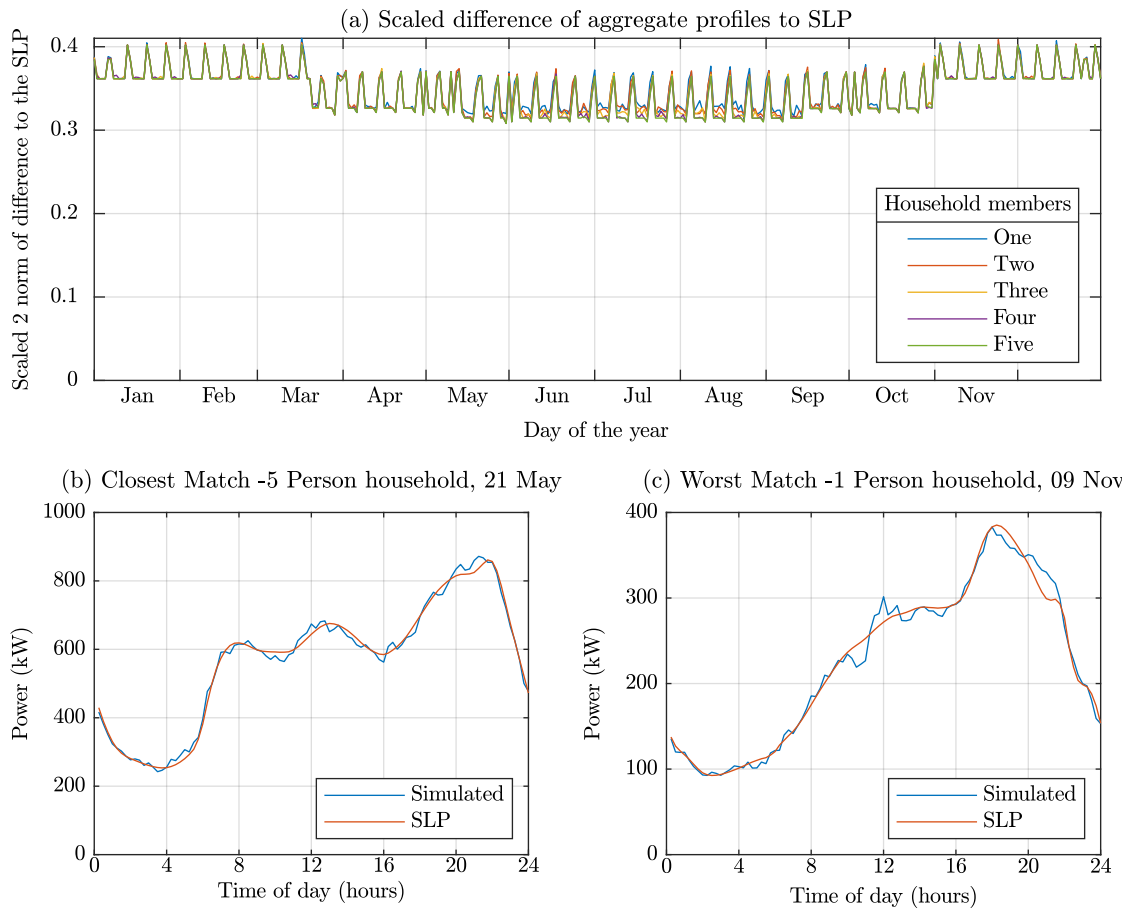 (a) Scaled difference of aggregate profiles to SLP
Scaled 2 norm of difference to the SLP
0.4
0.3
0.2
0.1
0
Household members
One
Two
Three
Four
Five
Jan Feb Mar Apr May Jun Jul Aug Sep Oct Nov
Day of the year
(b) Closest Match -5 Person household, 21 May
Power (kW)
1000
800
600
400
200
0
Simulated
SLP
0 4 8 12 16 20 24
Time of day (hours)
(c) Worst Match -1 Person household, 09 Nov
Power (kW)
400
300
200
100
0
Simulated
SLP
0 4 8 12 16 20 24
Time of day (hours)